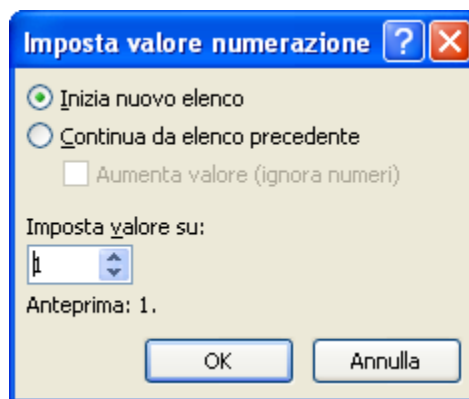 Imposta valore numerazione ?
Inizia nuovo elenco
Continua da elenco precedente
Aumenta valore (ignora numeri)
Imposta valore su:
1
Anteprima: 1.
OK Annulla